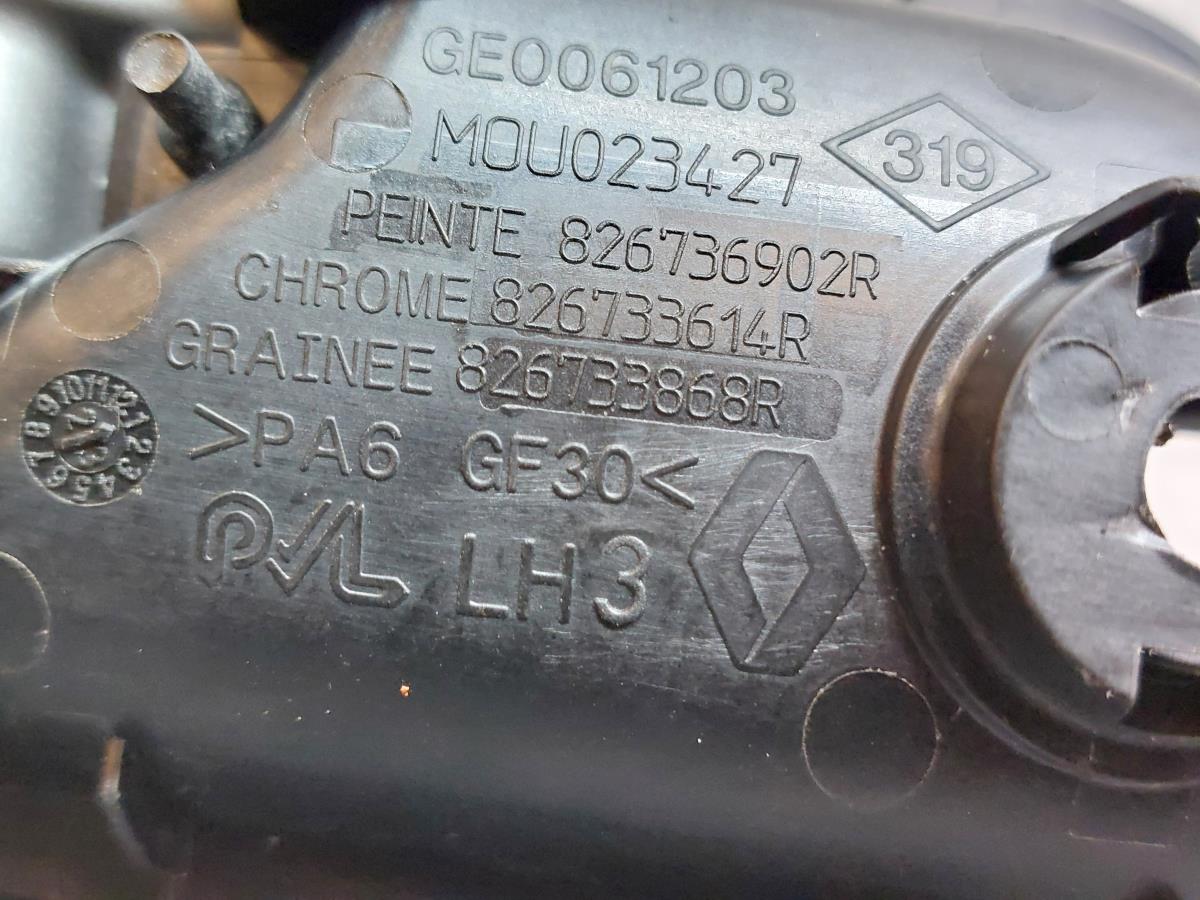 GE0061203
MOU023427
319
PEINTE 826736902R
CHROME 826733614R
GRAINEE 826733868R
>PA6 GF30<
LH3